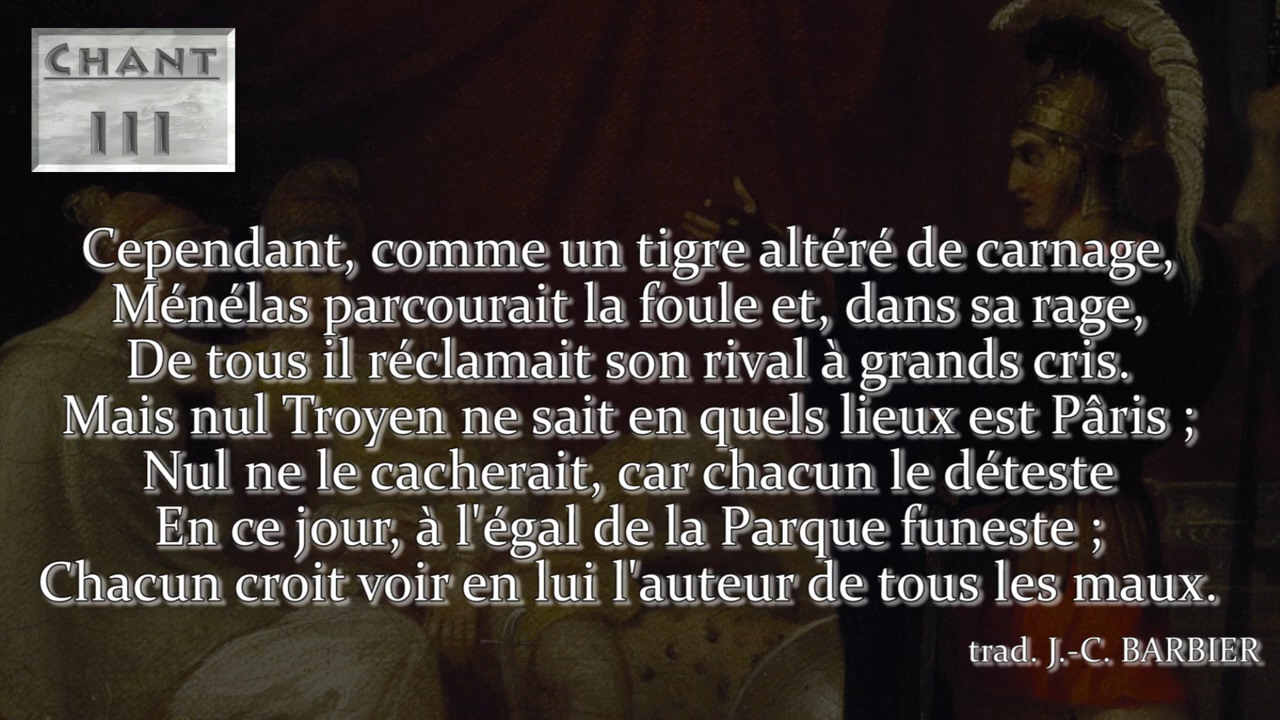 CHANT
III
Cependant, comme un tigre altéré de carnage,
Ménélas parcourait la foule et, dans sa rage,
De tous il réclamait son rival à grands cris.
Mais nul Troyen ne sait en quels lieux est Pâris ;
Nul ne le cacherait, car chacun le déteste
En ce jour, à l'égal de la Parque funeste ;
Chacun croit voir en lui l'auteur de tous les maux.
trad. J.-C. BARBIER